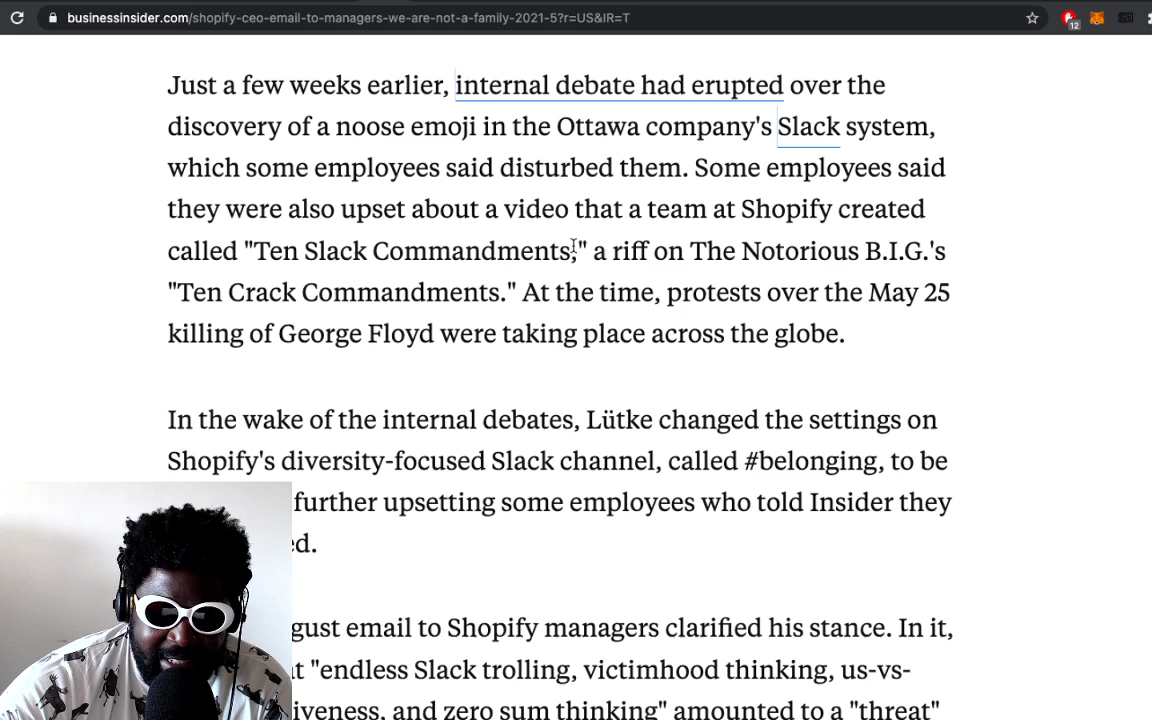 businessinsider.com/shopify-ceo-email-to-managers-we-are-not-a-family-2021-5?r=US&IR=T
12
Just a few weeks earlier, internal debate had erupted over the
discovery of a noose emoji in the Ottawa company's Slack system,
which some employees said disturbed them. Some employees said
they were also upset about a video that a team at Shopify created
called "Ten Slack Commandments," a riff on The Notorious B.I.G.'s
"Ten Crack Commandments." At the time, protests over the May 25
killing of George Floyd were taking place across the globe.
In the wake of the internal debates, Lütke changed the settings on
Shopify's diversity-focused Slack channel, called #belonging, to be
further upsetting some employees who told Insider they
ed.
gust email to Shopify managers clarified his stance. In it,
t "endless Slack trolling, victimhood thinking, us-vs-
iveness, and zero sum thinking" amounted to a "threat"